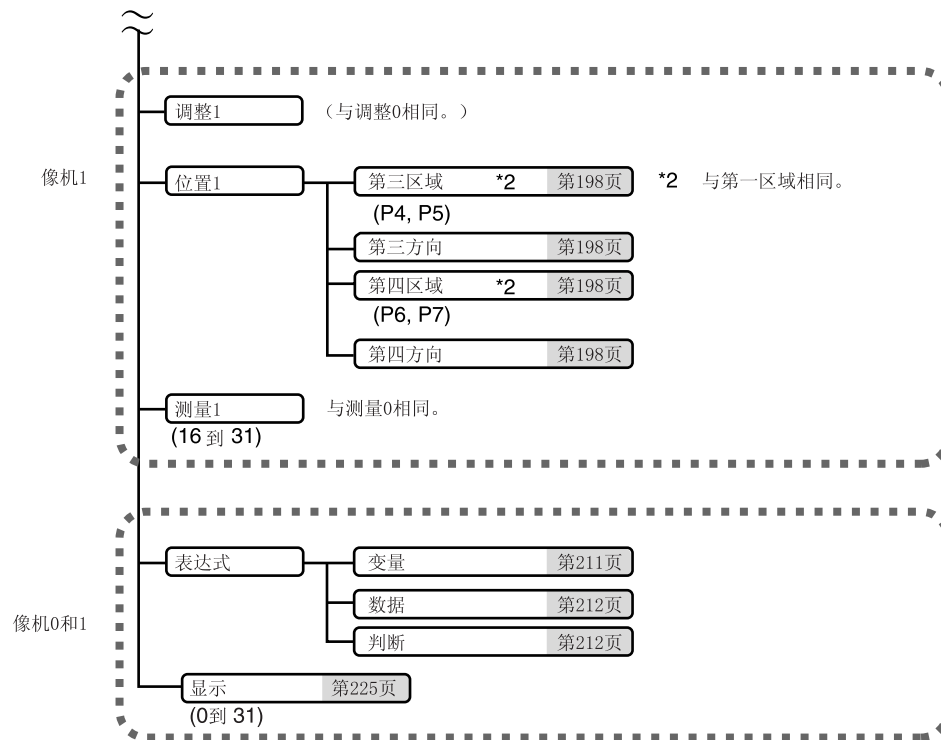 调整1 （与调整0相同。）
像机1
位置1 第三区域 *2 第198页 *2 与第一区域相同。
(P4, P5)
第三方向 第198页
第四区域 *2 第198页
(P6, P7)
第四方向 第198页
测量1 与测量0相同。
(16 到 31)
表达式 变量 第211页
数据 第212页
像机0和1
判断 第212页
显示 第225页
(0到 31)